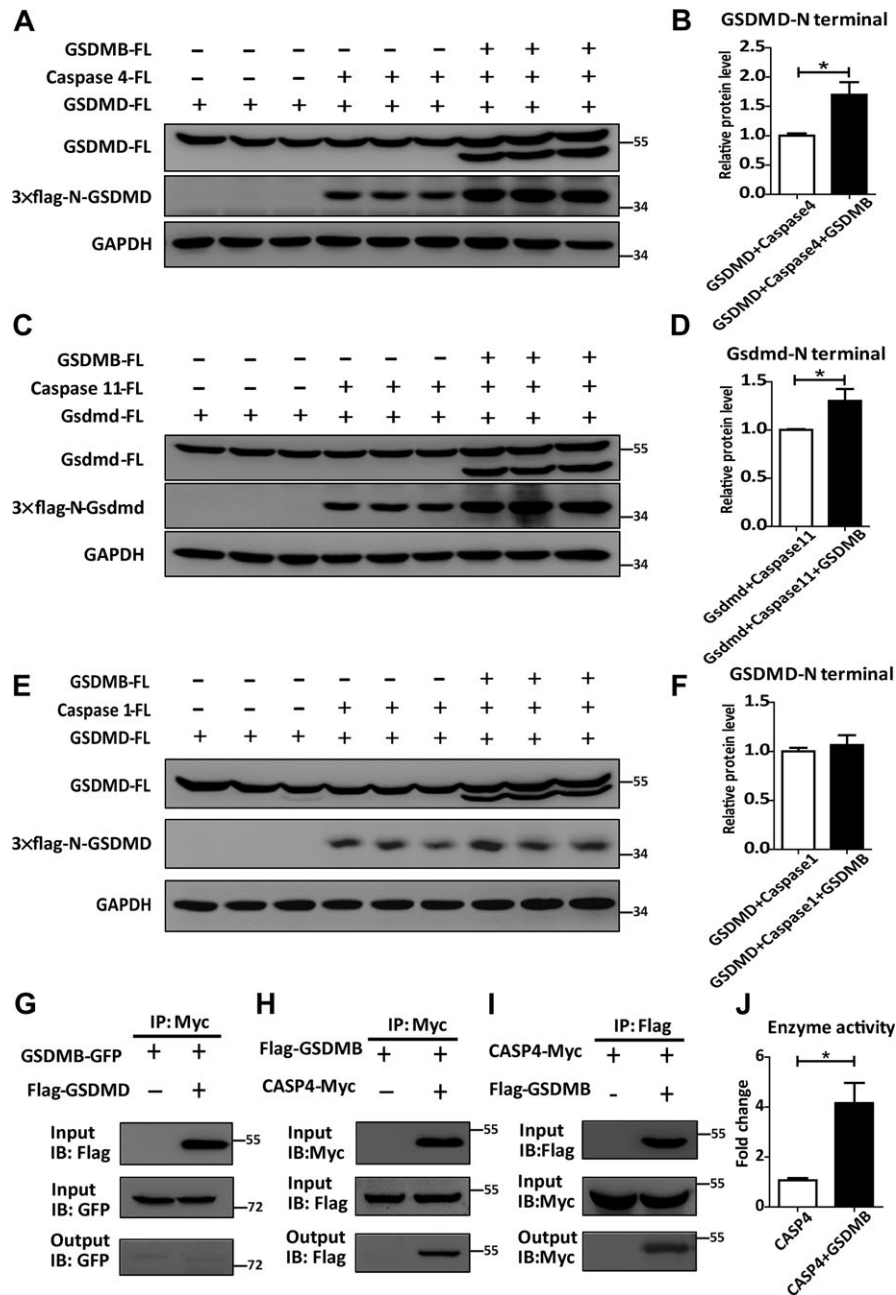 A
GSDMB-FL – – – – – – + + +
Caspase 4-FL – – – + + + + + +
GSDMD-FL + + + + + + + + +
GSDMD-FL
55
3×flag-N-GSDMD
34
GAPDH
34
B
GSDMD-N terminal
Relative protein level
2.5
2.0
1.5
1.0
0.5
0.0
*
GSDMD+Caspase4
GSDMD+Caspase4+GSDMB
C
GSDMB-FL – – – – – – + + +
Caspase 11-FL – – – + + + + + +
Gsdmd-FL + + + + + + + + +
Gsdmd-FL
55
3×flag-N-Gsdmd
34
GAPDH
34
D
Gsdmd-N terminal
Relative protein level
1.5
1.0
0.5
0.0
*
Gsdmd+Caspase11
Gsdmd+Caspase11+GSDMB
E
GSDMB-FL – – – – – – + + +
Caspase 1-FL – – – + + + + + +
GSDMD-FL + + + + + + + + +
GSDMD-FL
55
3×flag-N-GSDMD
34
GAPDH
34
F
GSDMD-N terminal
Relative protein level
1.5
1.0
0.5
0.0
GSDMD+Caspase1
GSDMD+Caspase1+GSDMB
G
IP: Myc
GSDMB-GFP + +
Flag-GSDMD – +
Input
IB: Flag
55
Input
IB: GFP
72
Output
IB: GFP
72
H
IP: Myc
Flag-GSDMB + +
CASP4-Myc – +
Input
IB:Myc
55
Input
IB: Flag
55
Output
IB: Flag
55
I
IP: Flag
CASP4-Myc + +
Flag-GSDMB - +
Input
IB:Flag
55
Input
IB:Myc
55
Output
IB:Myc
55
J
Enzyme activity
Fold change
6
4
2
0
*
CASP4
CASP4+GSDMB